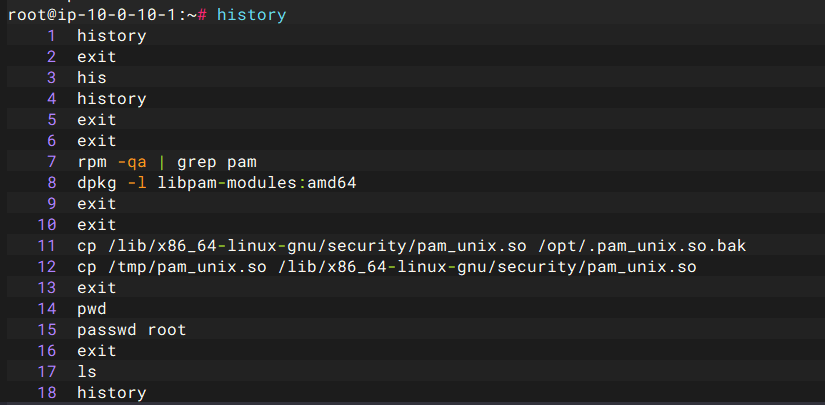 root@ip-10-0-10-1:~# history
1 history
2 exit
3 his
4 history
5 exit
6 exit
7 rpm -qa | grep pam
8 dpkg -l libpam-modules:amd64
9 exit
10 exit
11 cp /lib/x86_64-linux-gnu/security/pam_unix.so /opt/.pam_unix.so.bak
12 cp /tmp/pam_unix.so /lib/x86_64-linux-gnu/security/pam_unix.so
13 exit
14 pwd
15 passwd root
16 exit
17 ls
18 history